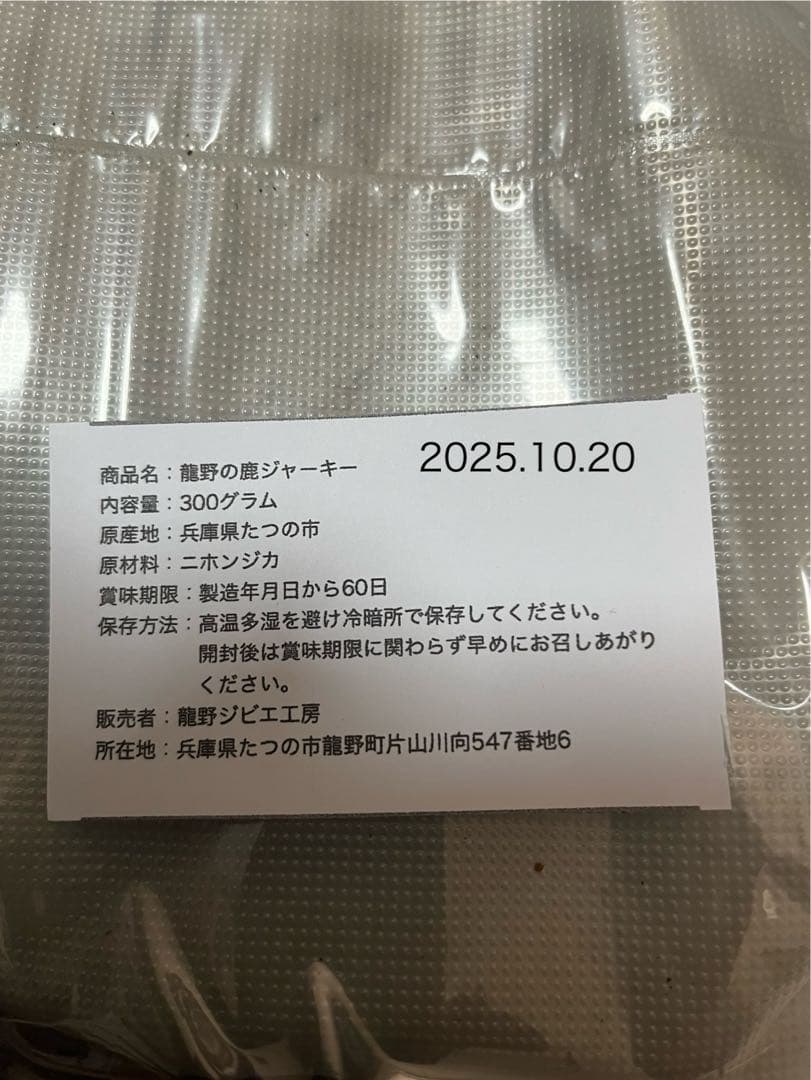 2025.10.20
商品名：龍野の鹿ジャーキー
内容量：300グラム
原産地：兵庫県たつの市
原材料：ニホンジカ
賞味期限：製造年月日から60日
保存方法：高温多湿を避け冷暗所で保存してください。
開封後は賞味期限に関わらず早めにお召しあがり
ください。
販売者：龍野ジビエ工房
所在地：兵庫県たつの市龍野町片山川向547番地6